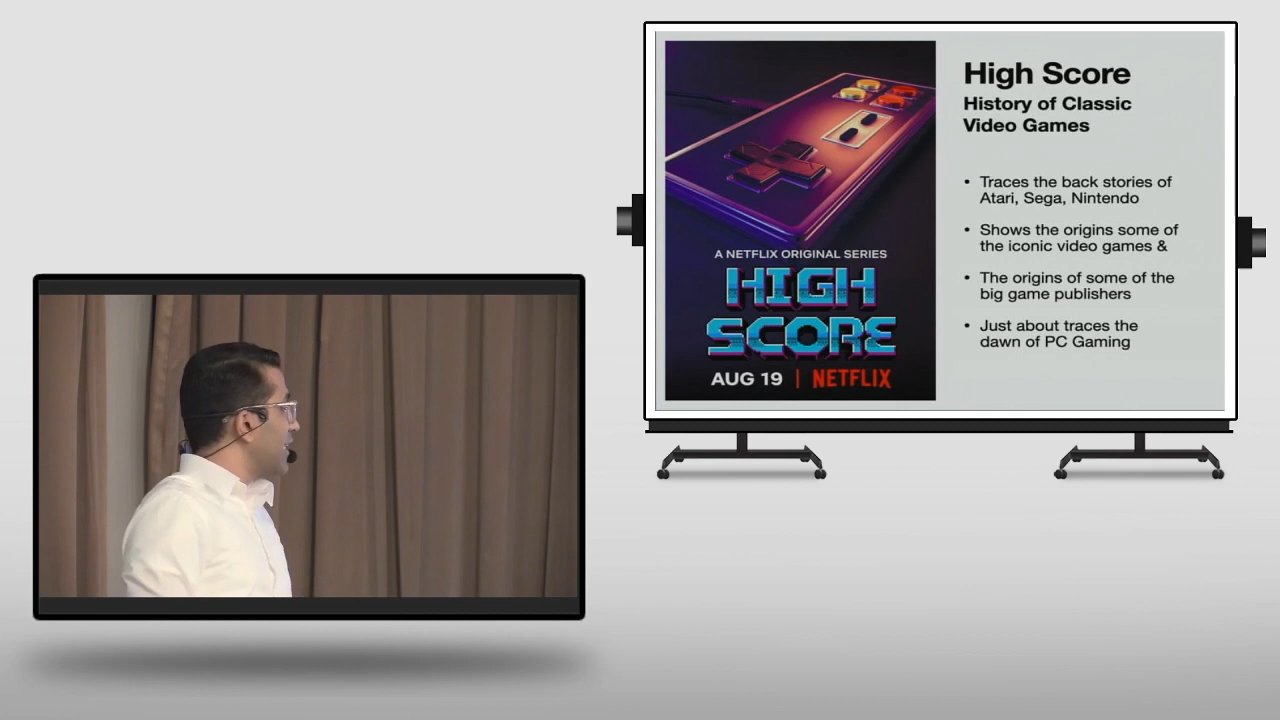 A NETFLIX ORIGINAL SERIES
HIGH
SCORE
AUG 19 | NETFLIX
High Score
History of Classic
Video Games
• Traces the back stories of
Atari, Sega, Nintendo
• Shows the origins some of
the iconic video games &
• The origins of some of the
big game publishers
• Just about traces the
dawn of PC Gaming